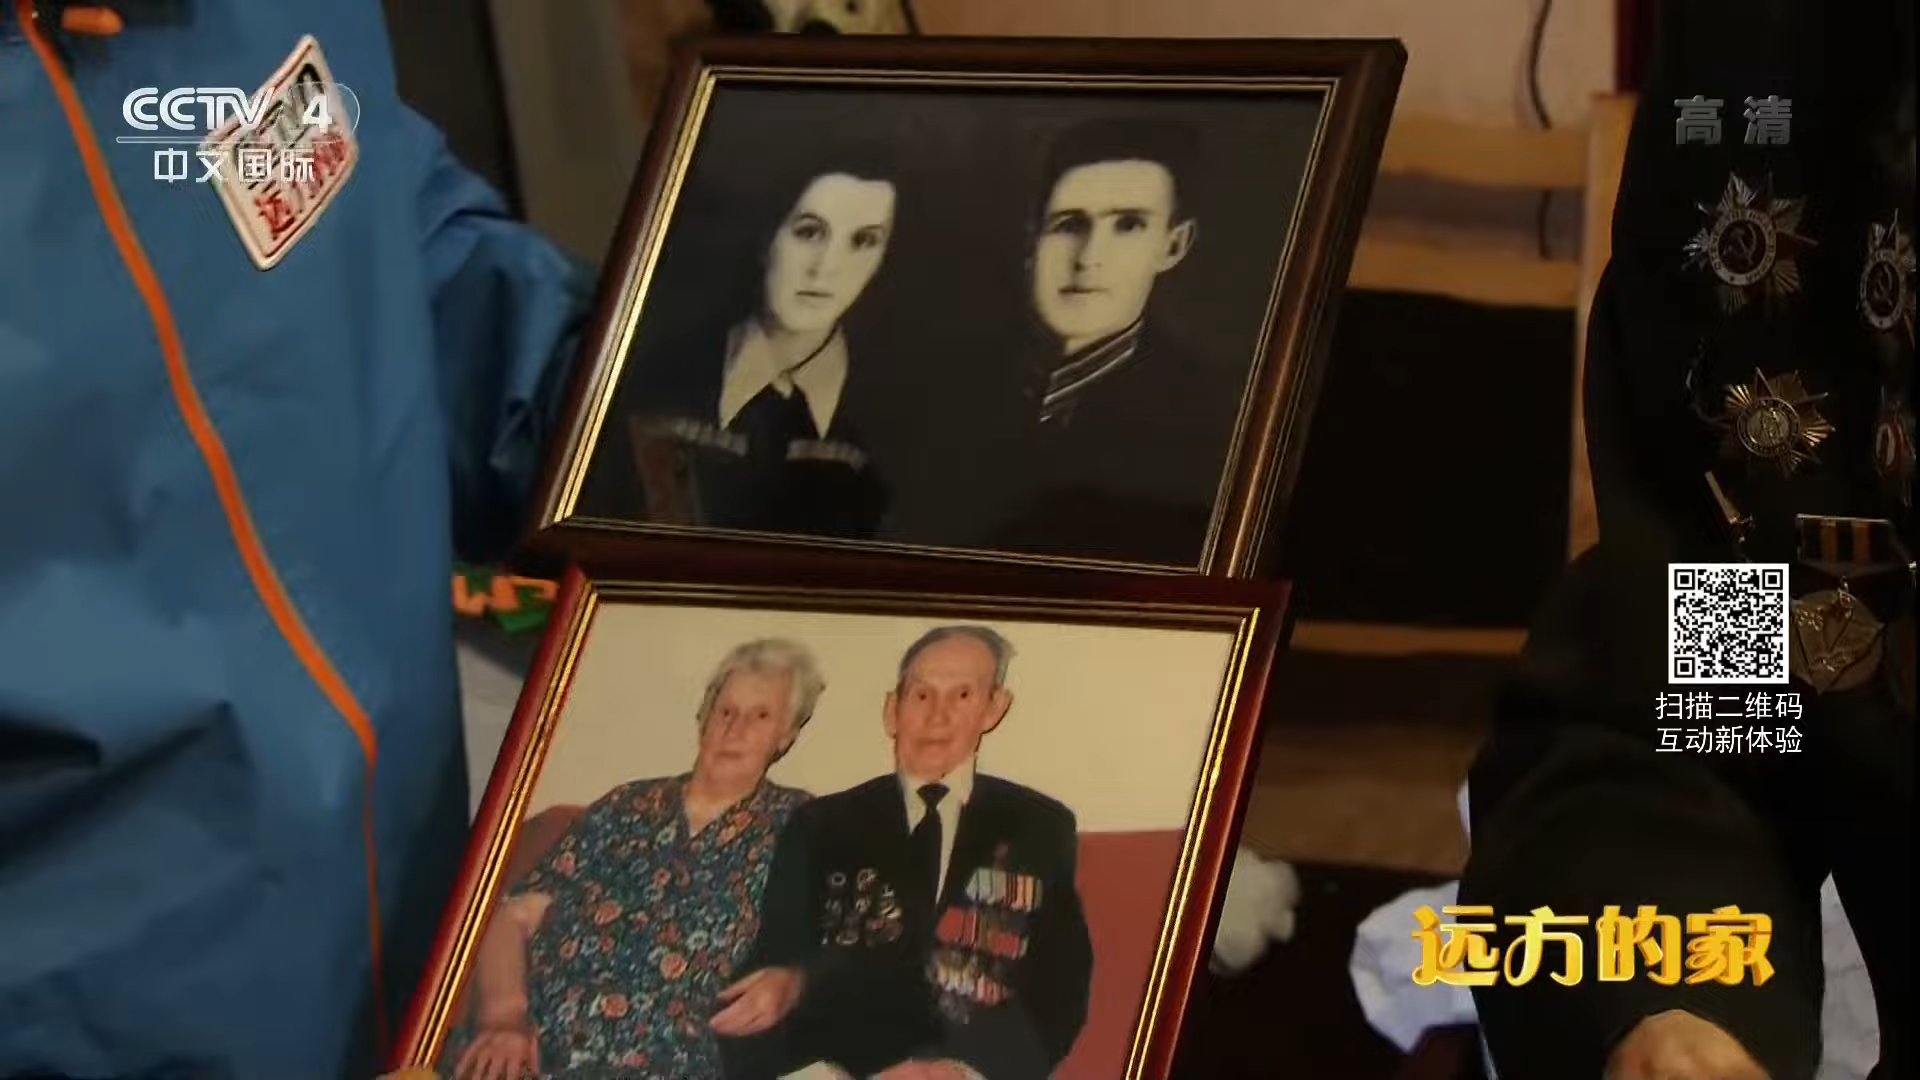 CCTV 4
中文国际
高清
扫描二维码
互动新体验
远方的家